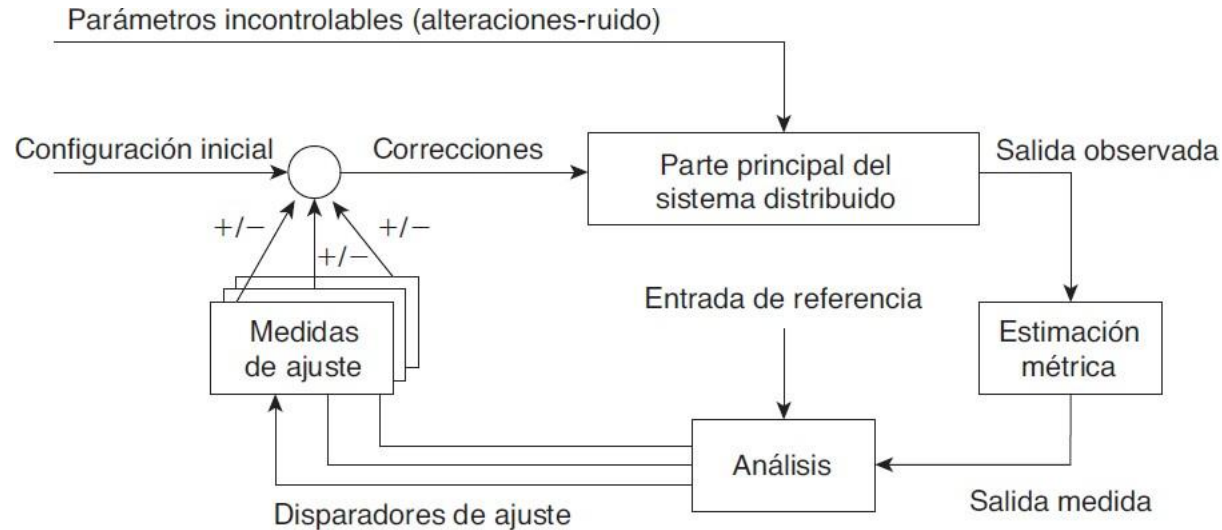 Parámetros incontrolables (alteraciones-ruido)
Configuración inicial
Correcciones
Parte principal del
sistema distribuido
Salida observada
+/−
+/−
+/−
Medidas
de ajuste
Entrada de referencia
Estimación
métrica
Análisis
Salida medida
Disparadores de ajuste